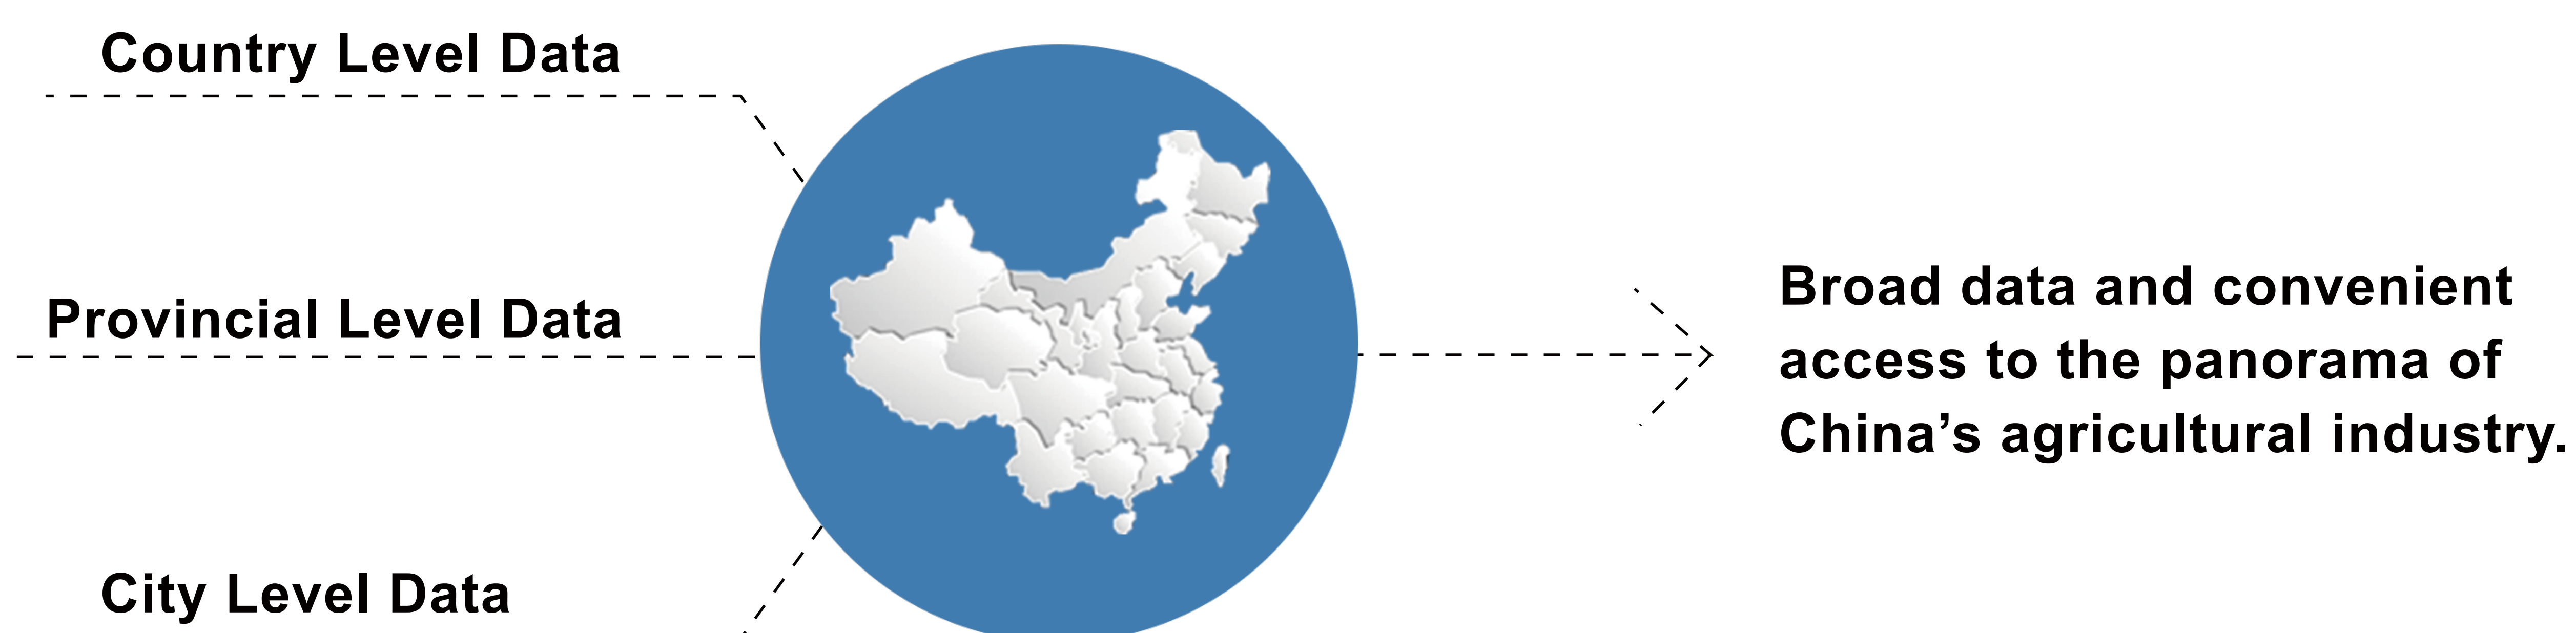 Country Level Data
Provincial Level Data
City Level Data
Broad data and convenient
access to the panorama of
China’s agricultural industry.